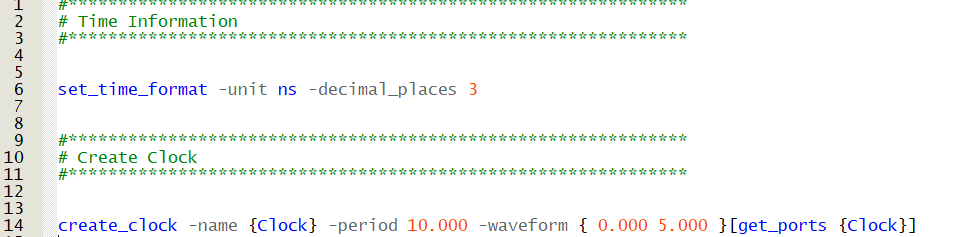 1 #**************************************************************
2 # Time Information
3 #**************************************************************
4
5
6 set_time_format -unit ns -decimal_places 3
7
8
9 #**************************************************************
10 # Create Clock
11 #**************************************************************
12
13
14 create_clock -name {Clock} -period 10.000 -waveform { 0.000 5.000 }[get_ports {Clock}]